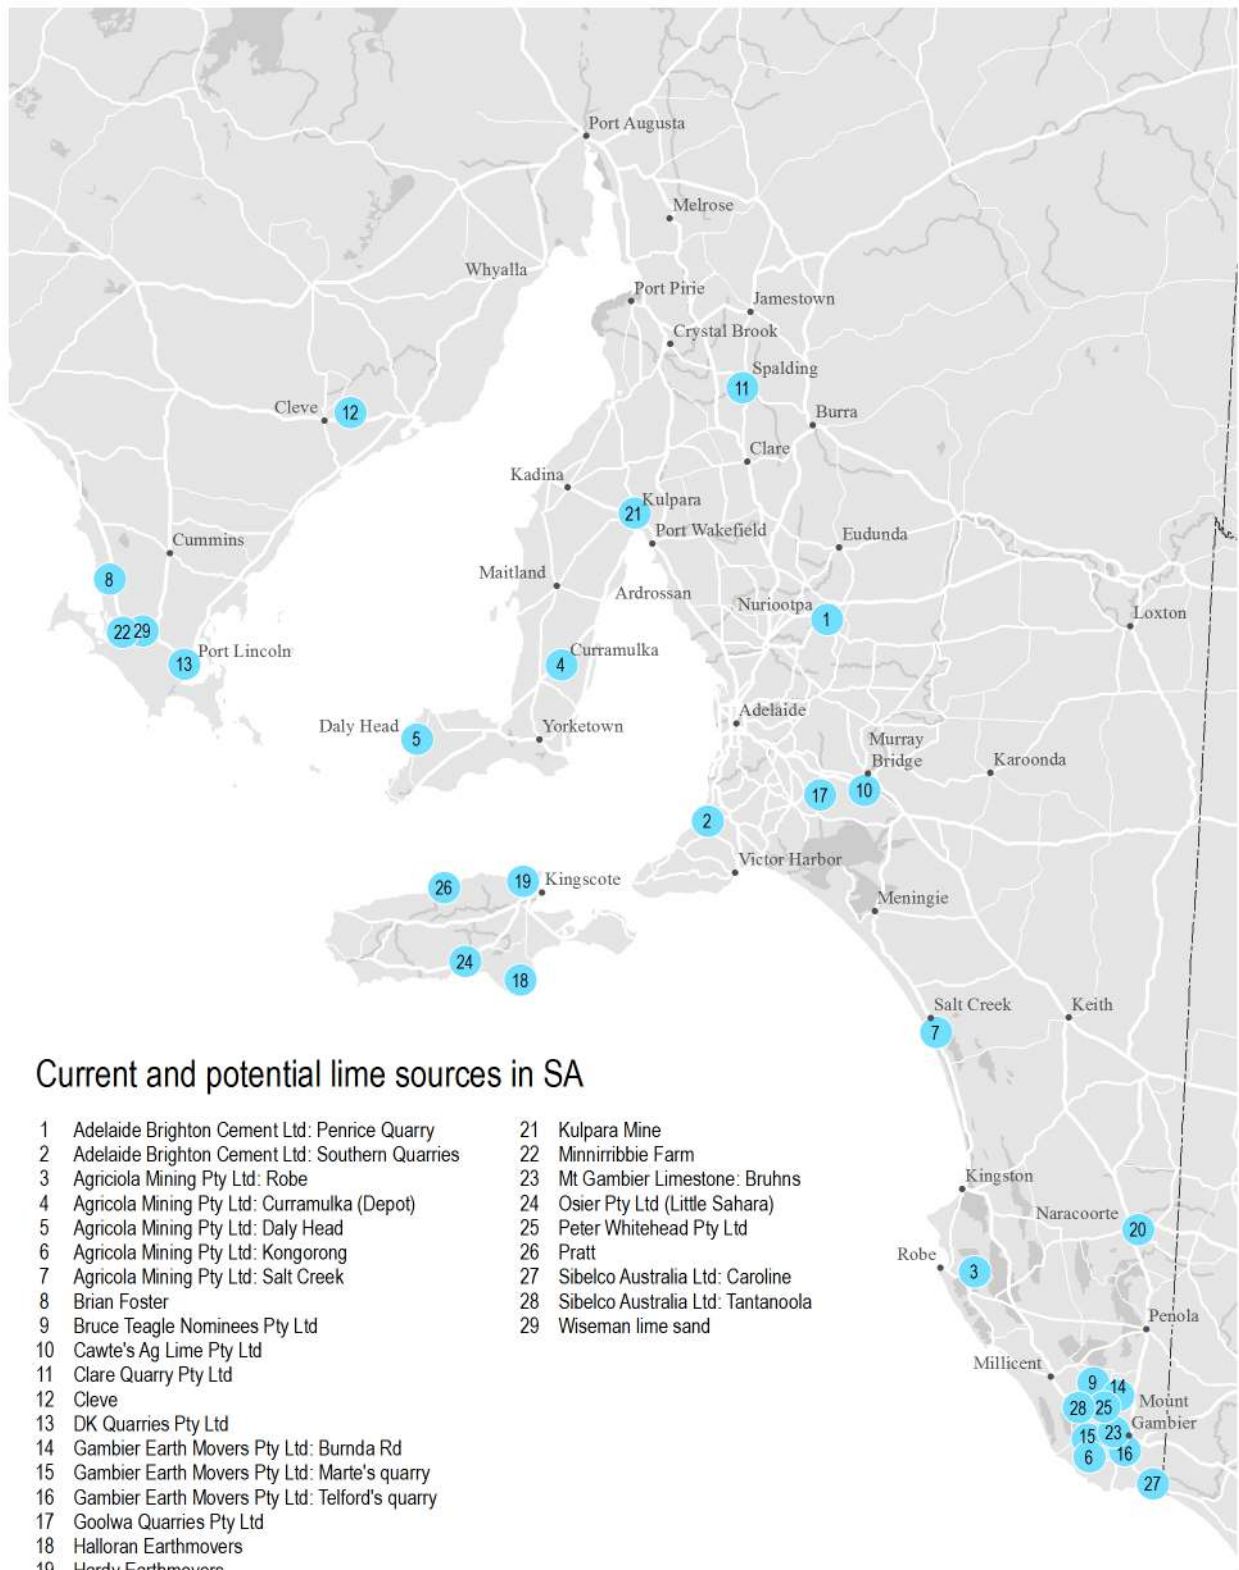 Port Augusta
Melrose
Whyalla
Port Pirie
Jamestown
Crystal Brook
Spalding
11
Cleve
12
Burra
Clare
Kadina
Kulpara
21
Port Wakefield
Cummins
Eudunda
8
Maitland
Ardrossan
Nuriootpa
1
Loxton
22 29
13
Port Lincoln
4
Curramulka
Adelaide
Daly Head
5
Yorketown
Murray
Bridge
Karoonda
17
10
2
Victor Harbor
26
19
Kingscote
Meningie
24
18
Salt Creek
Keith
7
Current and potential lime sources in SA
1 Adelaide Brighton Cement Ltd: Penrice Quarry
2 Adelaide Brighton Cement Ltd: Southern Quarries
3 Agriciola Mining Pty Ltd: Robe
4 Agricola Mining Pty Ltd: Curramulka (Depot)
5 Agricola Mining Pty Ltd: Daly Head
6 Agricola Mining Pty Ltd: Kongorong
7 Agricola Mining Pty Ltd: Salt Creek
8 Brian Foster
9 Bruce Teagle Nominees Pty Ltd
10 Cawte's Ag Lime Pty Ltd
11 Clare Quarry Pty Ltd
12 Cleve
13 DK Quarries Pty Ltd
14 Gambier Earth Movers Pty Ltd: Burnda Rd
15 Gambier Earth Movers Pty Ltd: Marte's quarry
16 Gambier Earth Movers Pty Ltd: Telford's quarry
17 Goolwa Quarries Pty Ltd
18 Halloran Earthmovers
19 Hardy Earthmovers
21 Kulpara Mine
22 Minnirribbie Farm
23 Mt Gambier Limestone: Bruhns
24 Osier Pty Ltd (Little Sahara)
25 Peter Whitehead Pty Ltd
26 Pratt
27 Sibelco Australia Ltd: Caroline
28 Sibelco Australia Ltd: Tantanoola
29 Wiseman lime sand
Kingston
Naracoorte
20
Robe
3
Penola
Millicent
9
14
28
25
Mount
Gambier
15
23
6
16
27